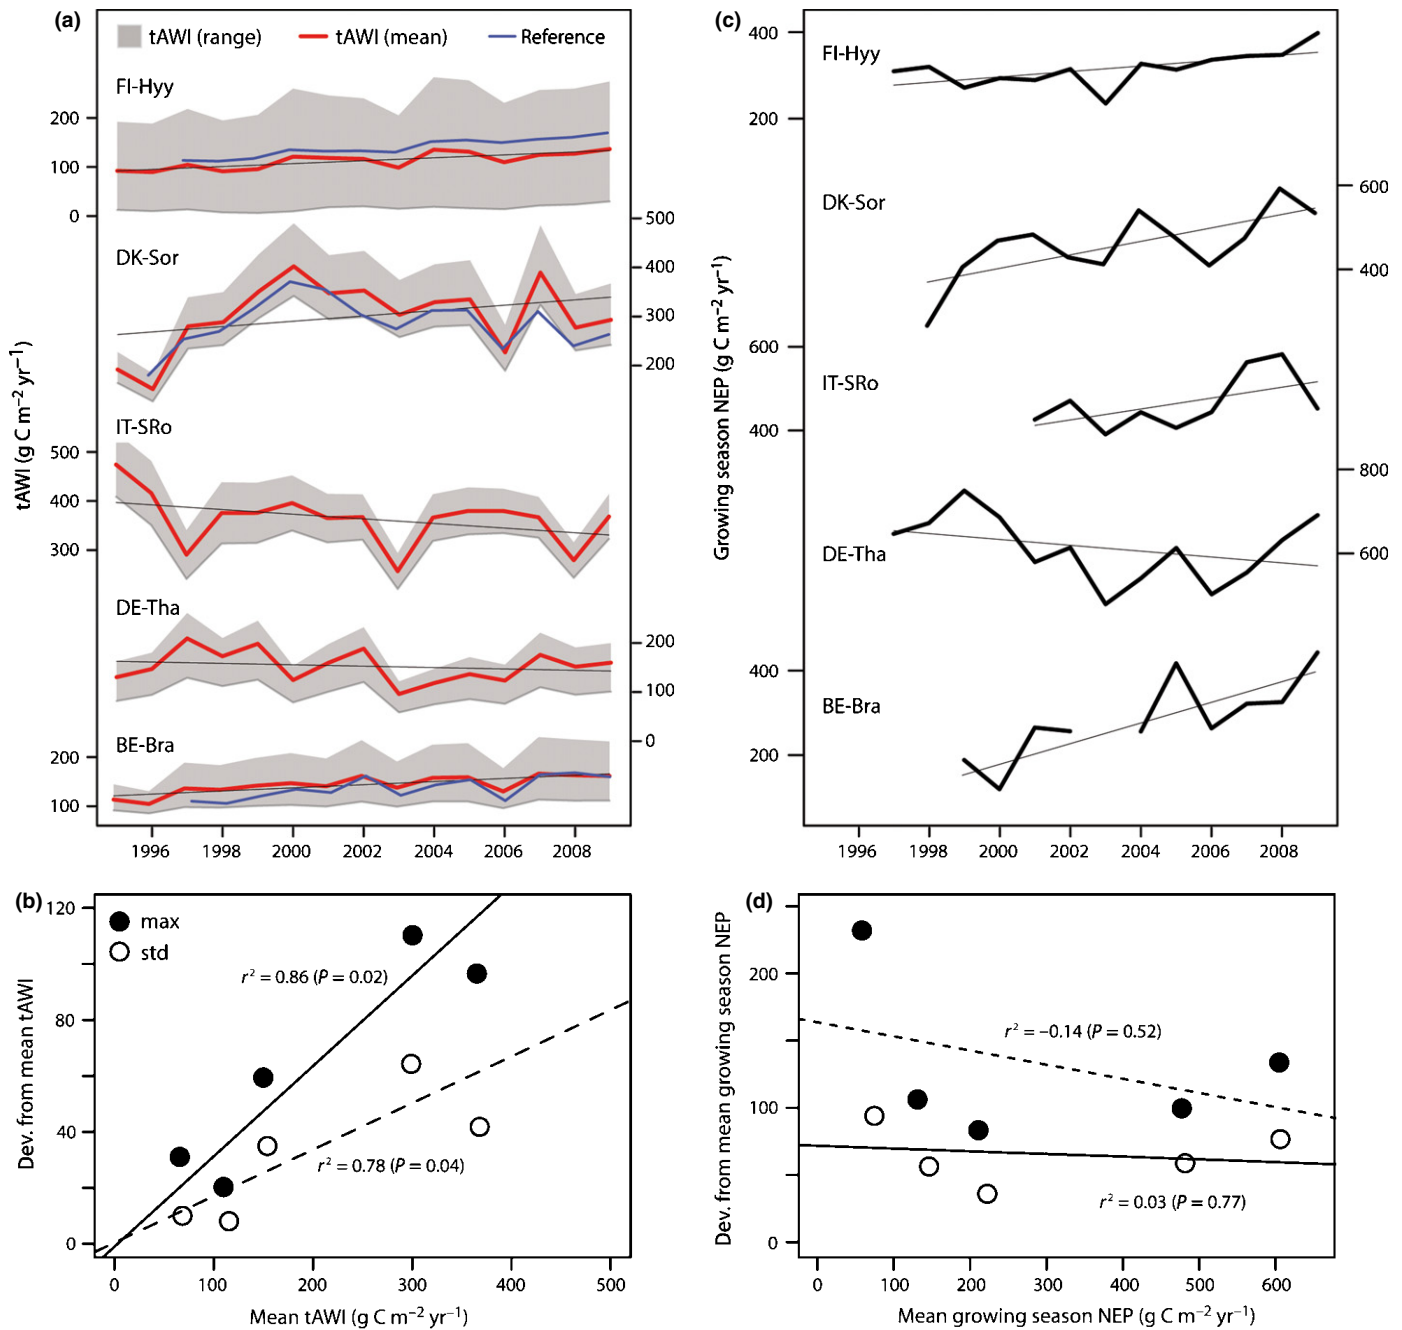 (a)
tAWI (range)
tAWI (mean)
Reference
FI-Hyy
200
100
0
500
DK-Sor
400
300
200
IT-SRo
500
400
300
DE-Tha
200
100
0
BE-Bra
200
100
tAWI (g C m⁻² yr⁻¹)
1996 1998 2000 2002 2004 2006 2008
(c)
400
FI-Hyy
200
600
DK-Sor
400
600
IT-SRo
400
800
DE-Tha
600
400
BE-Bra
200
Growing season NEP (g C m⁻² yr⁻¹)
1996 1998 2000 2002 2004 2006 2008
(b)
120
max
std
r² = 0.86 (P = 0.02)
80
40
r² = 0.78 (P = 0.04)
0
Dev. from mean tAWI
0 100 200 300 400 500
Mean tAWI (g C m⁻² yr⁻¹)
(d)
200
r² = −0.14 (P = 0.52)
100
r² = 0.03 (P = 0.77)
0
Dev. from mean growing season NEP
0 100 200 300 400 500 600
Mean growing season NEP (g C m⁻² yr⁻¹)